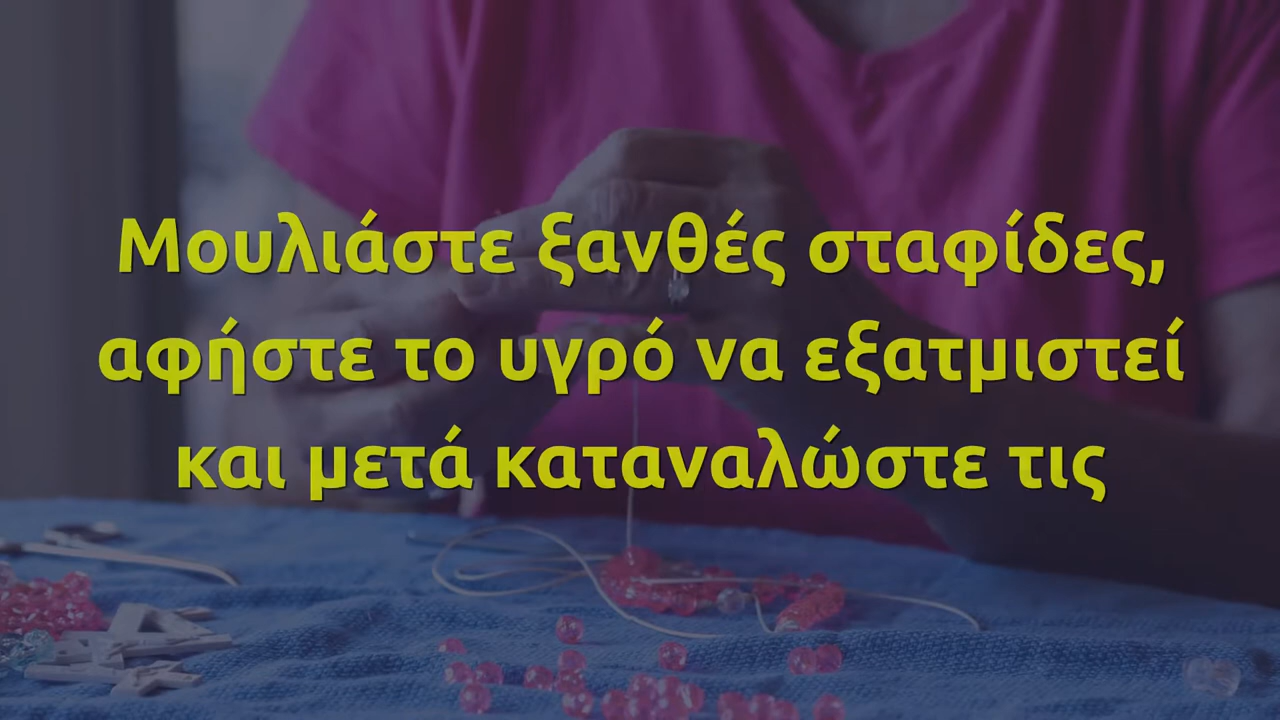 Μουλιάστε ξανθές σταφίδες,
αφήστε το υγρό να εξατμιστεί
και μετά καταναλώστε τις